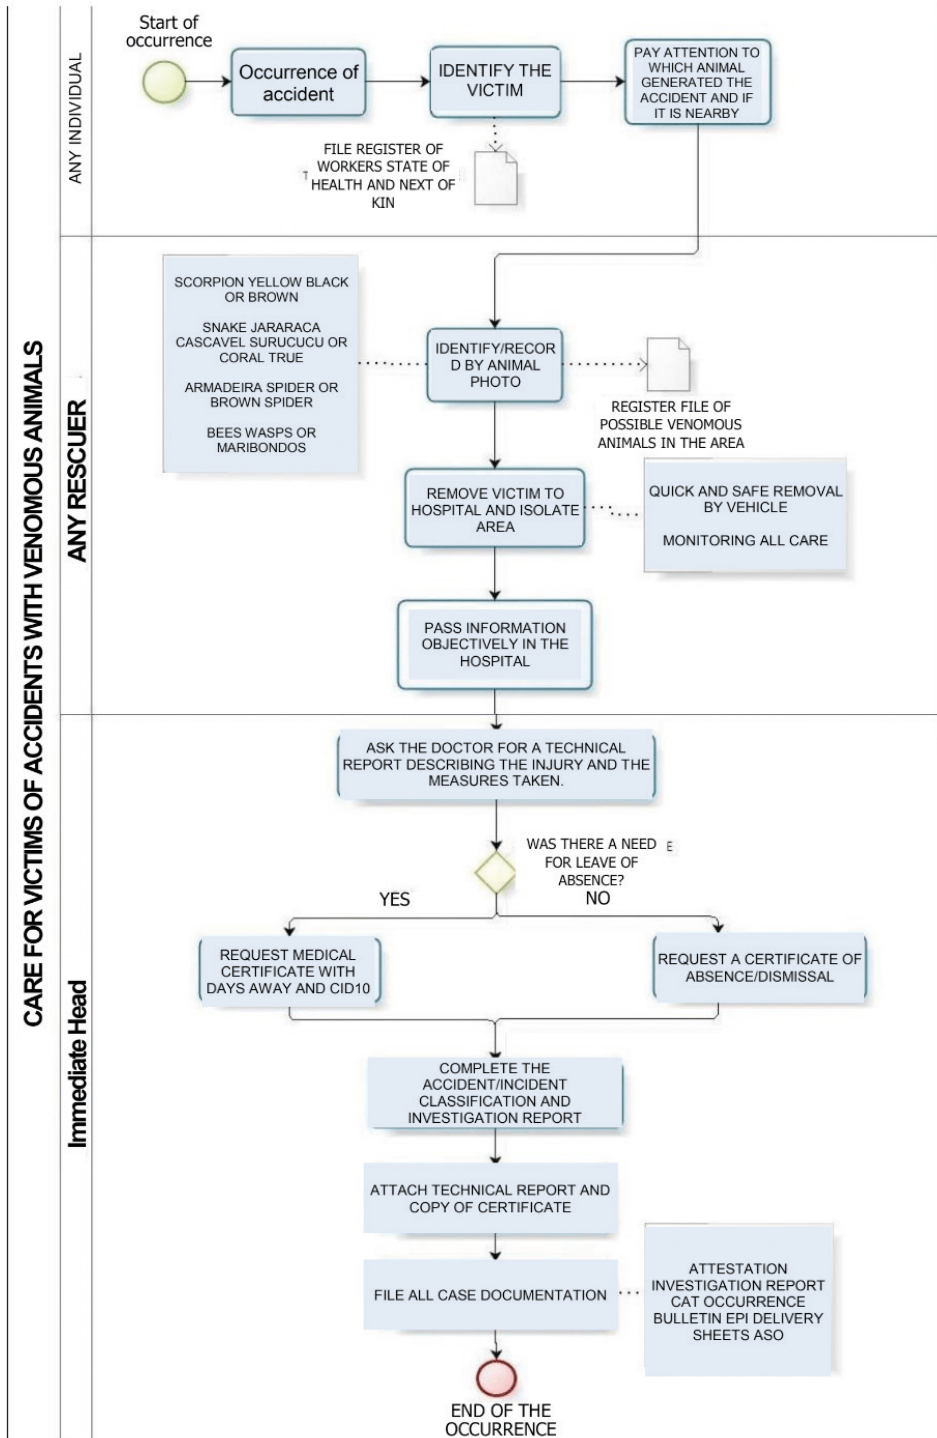 CARE FOR VICTIMS OF ACCIDENTS WITH VENOMOUS ANIMALS
ANY INDIVIDUAL
Start of
occurrence
Occurrence of
accident
IDENTIFY THE
VICTIM
PAY ATTENTION TO
WHICH ANIMAL
GENERATED THE
ACCIDENT AND IF
IT IS NEARBY
FILE REGISTER OF
WORKERS STATE OF
HEALTH AND NEXT OF
KIN
ANY RESCUER
SCORPION YELLOW BLACK
OR BROWN
SNAKE JARARACA
CASCAVEL SURUCUCU OR
CORAL TRUE
ARMADEIRA SPIDER OR
BROWN SPIDER
BEES WASPS OR
MARIBONDOS
IDENTIFY/RECOR
D BY ANIMAL
PHOTO
REGISTER FILE OF
POSSIBLE VENOMOUS
ANIMALS IN THE AREA
REMOVE VICTIM TO
HOSPITAL AND ISOLATE
AREA
QUICK AND SAFE REMOVAL
BY VEHICLE
MONITORING ALL CARE
PASS INFORMATION
OBJECTIVELY IN THE
HOSPITAL
Immediate Head
ASK THE DOCTOR FOR A TECHNICAL
REPORT DESCRIBING THE INJURY AND THE
MEASURES TAKEN.
WAS THERE A NEED E
FOR LEAVE OF
ABSENCE?
YES
NO
REQUEST MEDICAL
CERTIFICATE WITH
DAYS AWAY AND CID10
REQUEST A CERTIFICATE OF
ABSENCE/DISMISSAL
COMPLETE THE
ACCIDENT/INCIDENT
CLASSIFICATION AND
INVESTIGATION REPORT
ATTACH TECHNICAL REPORT AND
COPY OF CERTIFICATE
FILE ALL CASE DOCUMENTATION
ATTESTATION
INVESTIGATION REPORT
CAT OCCURRENCE
BULLETIN EPI DELIVERY
SHEETS ASO
END OF THE
OCCURRENCE